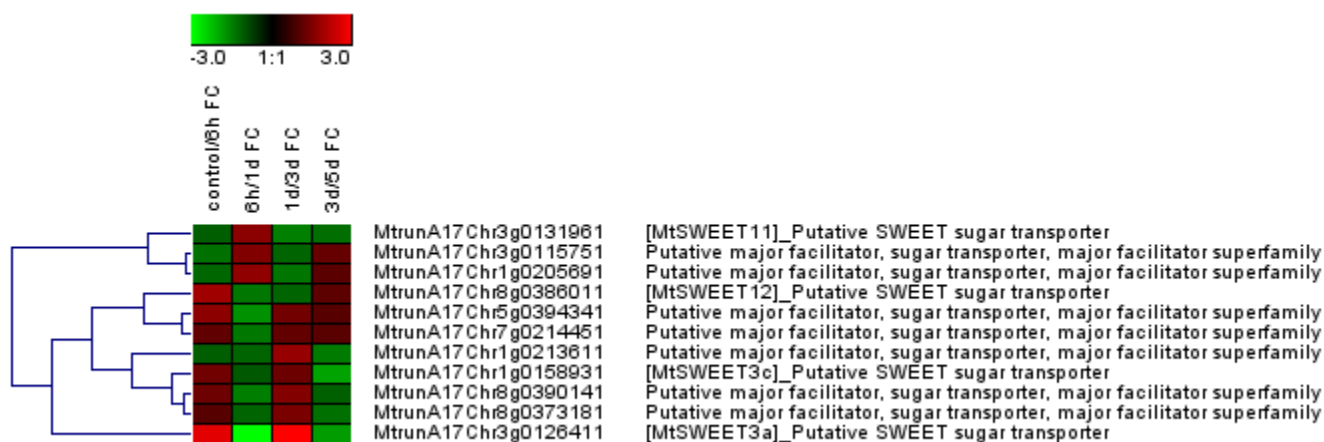 -3.0 1:1 3.0
control/6h FC
6h/1d FC
1d/3d FC
3d/5d FC
MtrunA17Chr3g0131961 [MtSWEET11]_Putative SWEET sugar transporter
MtrunA17Chr3g0115751 Putative major facilitator, sugar transporter, major facilitator superfamily
MtrunA17Chr1g0205691 Putative major facilitator, sugar transporter, major facilitator superfamily
MtrunA17Chr8g0386011 [MtSWEET12]_Putative SWEET sugar transporter
MtrunA17Chr5g0394341 Putative major facilitator, sugar transporter, major facilitator superfamily
MtrunA17Chr7g0214451 Putative major facilitator, sugar transporter, major facilitator superfamily
MtrunA17Chr1g0213611 Putative major facilitator, sugar transporter, major facilitator superfamily
MtrunA17Chr1g0158931 [MtSWEET3c]_Putative SWEET sugar transporter
MtrunA17Chr8g0390141 Putative major facilitator, sugar transporter, major facilitator superfamily
MtrunA17Chr8g0373181 Putative major facilitator, sugar transporter, major facilitator superfamily
MtrunA17Chr3g0126411 [MtSWEET3a]_Putative SWEET sugar transporter